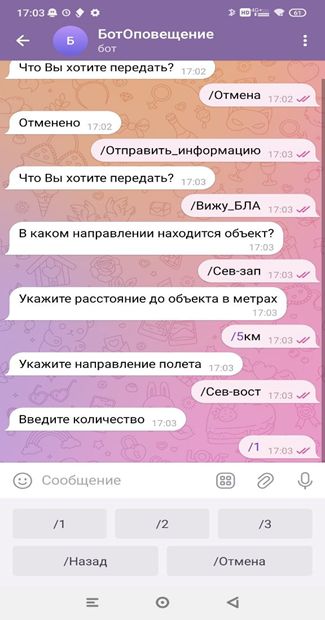 17:03
HD 4G+ 61
БотОповещение
Б
бот
Что Вы хотите передать? 17:02
/Отмена 17:02
Отменено 17:02
/Отправить_информацию 17:03
Что Вы хотите передать? 17:03
/Вижу_БЛА 17:03
В каком направлении находится объект?
17:03
/Сев-зап 17:03
Укажите расстояние до объекта в метрах
17:03
/5км 17:03
Укажите направление полета 17:03
/Сев-вост 17:03
Введите количество 17:03
/1 17:03
Сообщение
/1 /2 /3
/Назад /Отмена